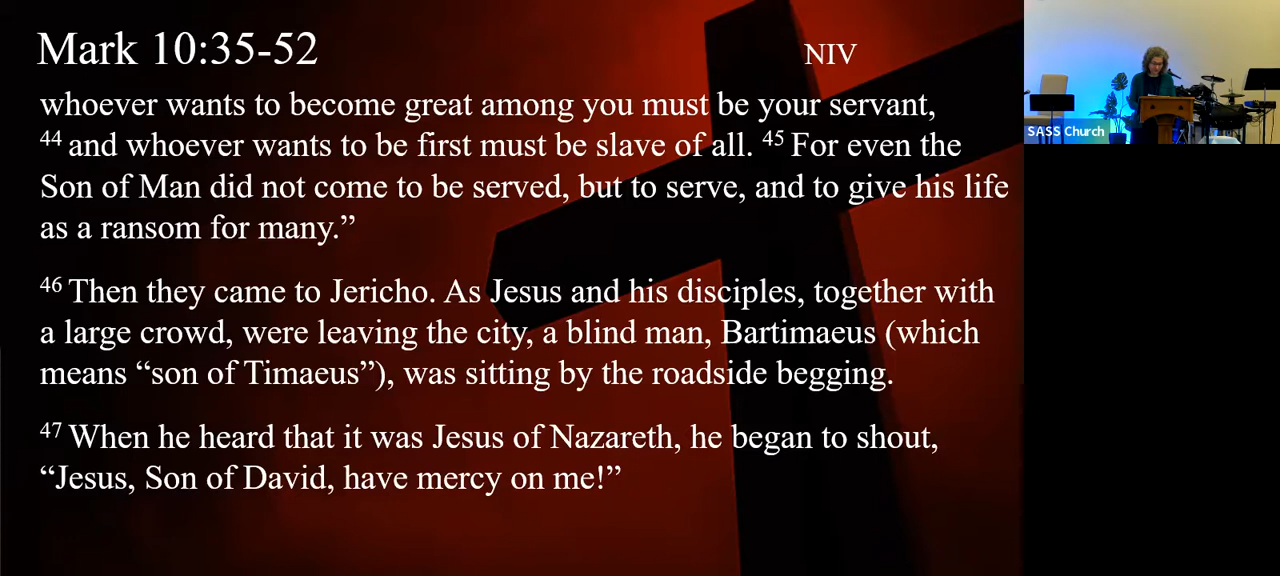 Mark 10:35-52 NIV
whoever wants to become great among you must be your servant,
44 and whoever wants to be first must be slave of all. 45 For even the
Son of Man did not come to be served, but to serve, and to give his life
as a ransom for many.”
46 Then they came to Jericho. As Jesus and his disciples, together with
a large crowd, were leaving the city, a blind man, Bartimaeus (which
means “son of Timaeus”), was sitting by the roadside begging.
47 When he heard that it was Jesus of Nazareth, he began to shout,
“Jesus, Son of David, have mercy on me!”
SASS Church